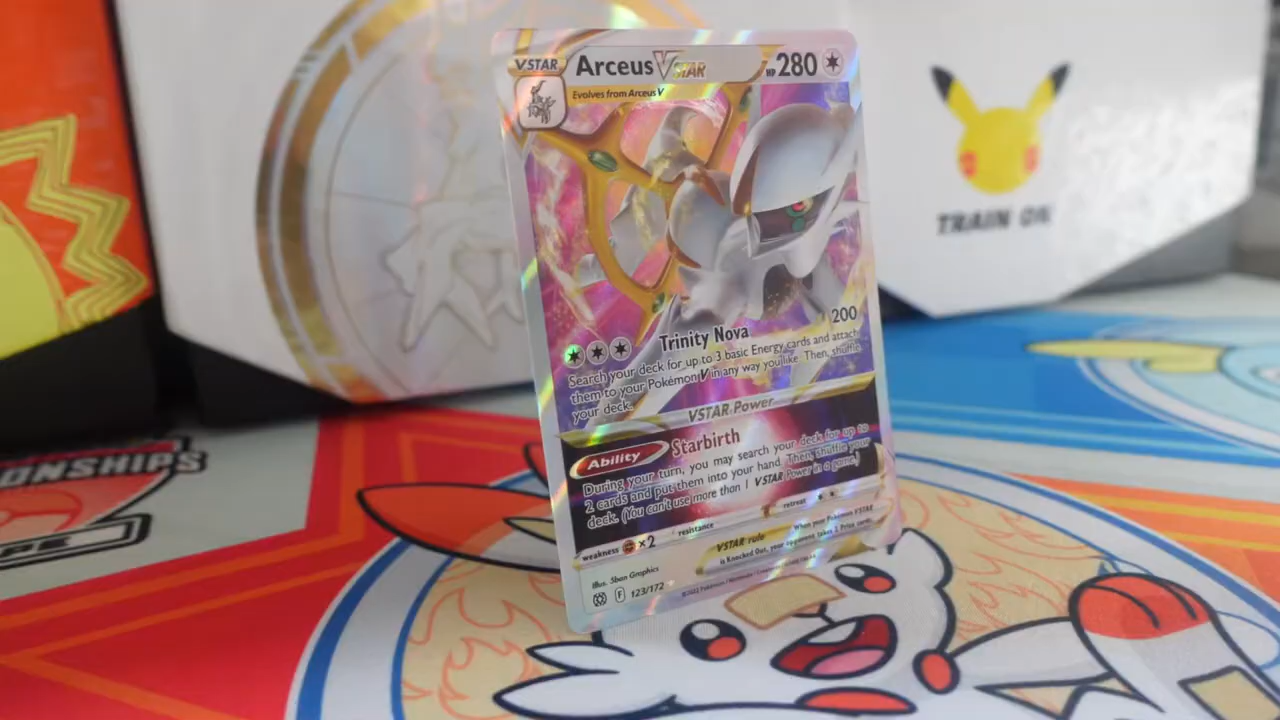 VSTAR
Arceus VSTAR
HP 280
Evolves from Arceus V
TRAIN ON
Trinity Nova 200
Search your deck for up to 3 basic Energy cards and attach
them to your Pokémon V in any way you like. Then, shuffle
your deck.
VSTAR Power
Ability Starbirth
During your turn, you may search your deck for up to
2 cards and put them into your hand. Then, shuffle your
deck. (You can't use more than 1 VSTAR Power in a game.)
weakness ×2 resistance retreat
VSTAR rule When your Pokémon VSTAR
is Knocked Out, your opponent takes 2 Prize cards.
Illus. 5ban Graphics
F 123/172
©2022 Pokémon / Nintendo
ONSHIPS
PE